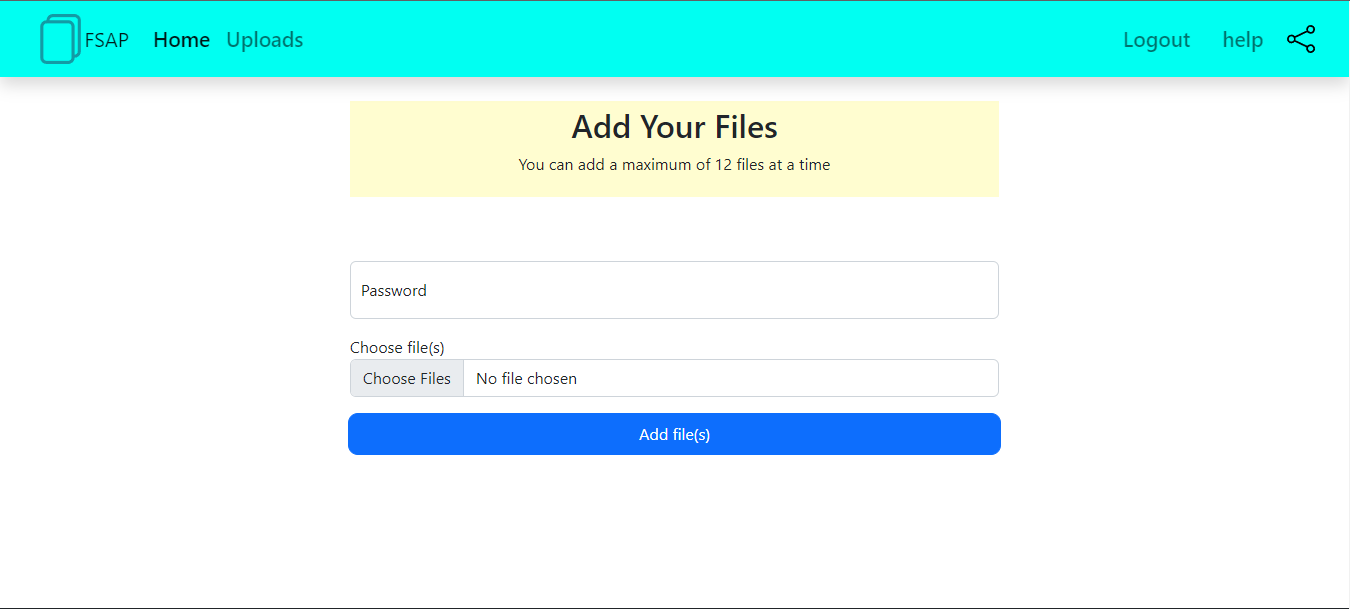 FSAP Home Uploads Logout help
Add Your Files
You can add a maximum of 12 files at a time
Password
Choose file(s)
Choose Files No file chosen
Add file(s)